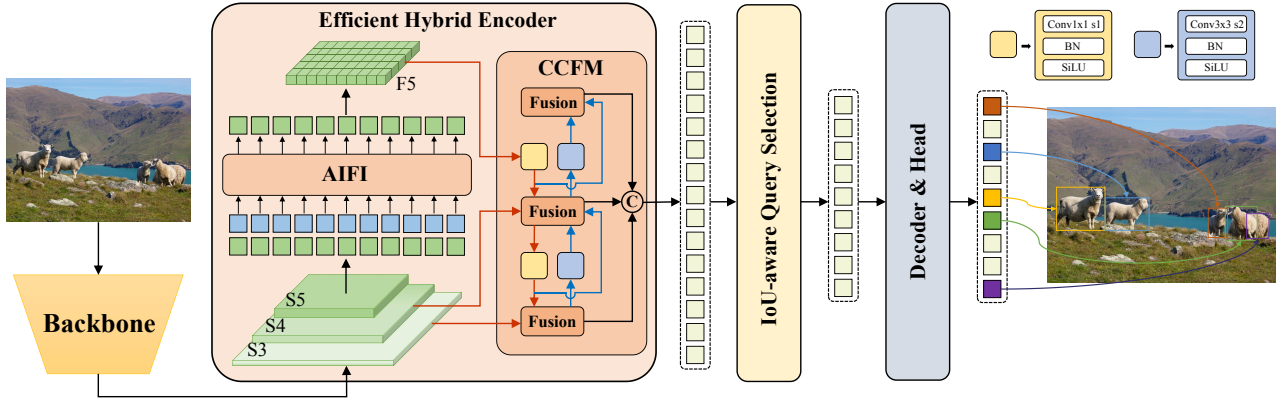 Efficient Hybrid Encoder
F5
AIFI
S5
S4
S3
CCFM
Fusion
Fusion
Fusion
C
Backbone
IoU-aware Query Selection
Decoder & Head
Conv1x1 s1
BN
SiLU
Conv3x3 s2
BN
SiLU